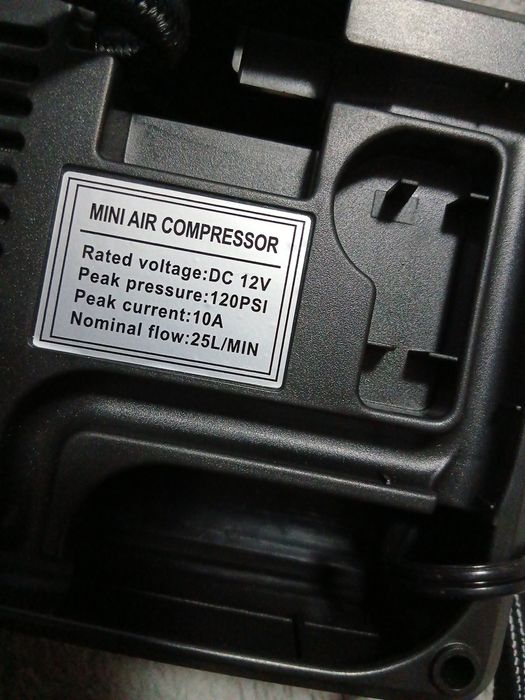 MINI AIR COMPRESSOR
Rated voltage:DC 12V
Peak pressure:120PSI
Peak current:10A
Nominal flow:25L/MIN